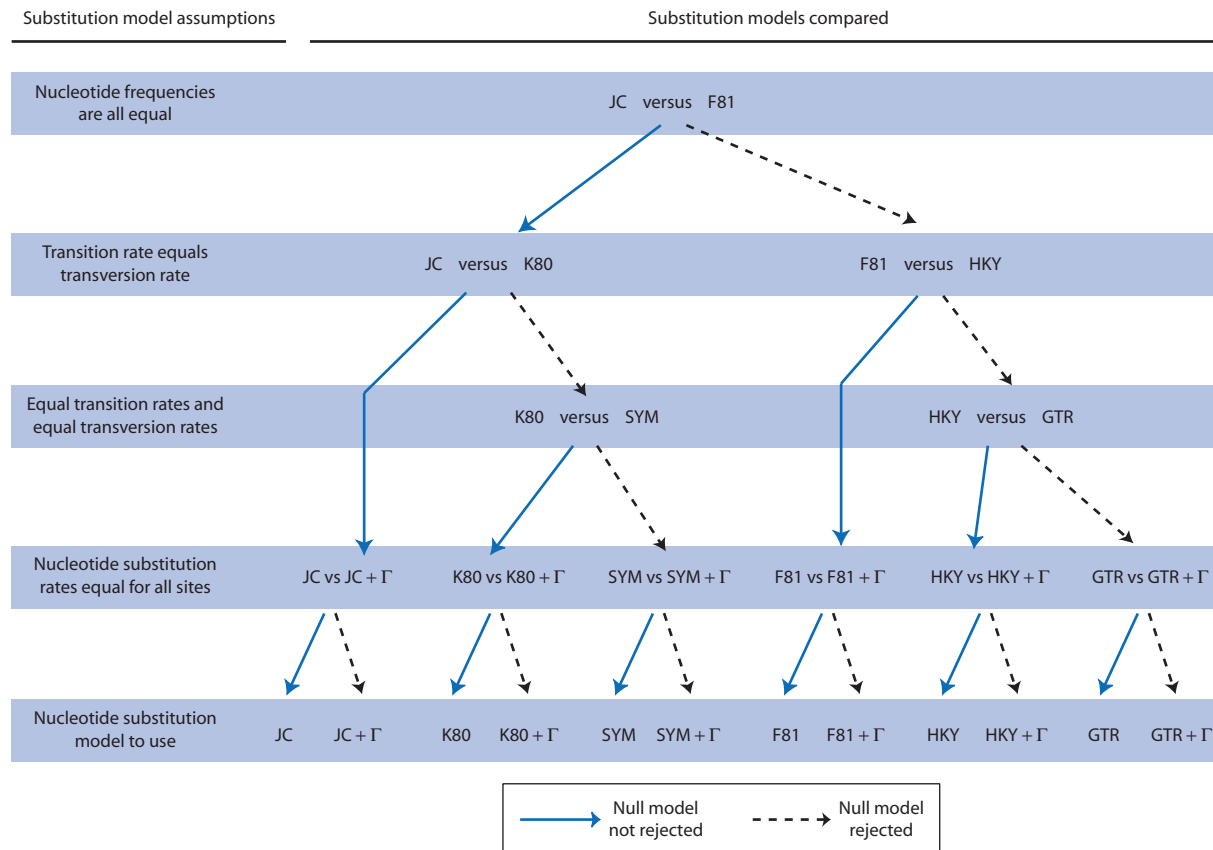 Substitution model assumptions
Substitution models compared
Nucleotide frequencies
are all equal
JC versus F81
Transition rate equals
transversion rate
JC versus K80
F81 versus HKY
Equal transition rates and
equal transversion rates
K80 versus SYM
HKY versus GTR
Nucleotide substitution
rates equal for all sites
JC vs JC + Γ
K80 vs K80 + Γ
SYM vs SYM + Γ
F81 vs F81 + Γ
HKY vs HKY + Γ
GTR vs GTR + Γ
Nucleotide substitution
model to use
JC
JC + Γ
K80
K80 + Γ
SYM
SYM + Γ
F81
F81 + Γ
HKY
HKY + Γ
GTR
GTR + Γ
Null model
not rejected
Null model
rejected